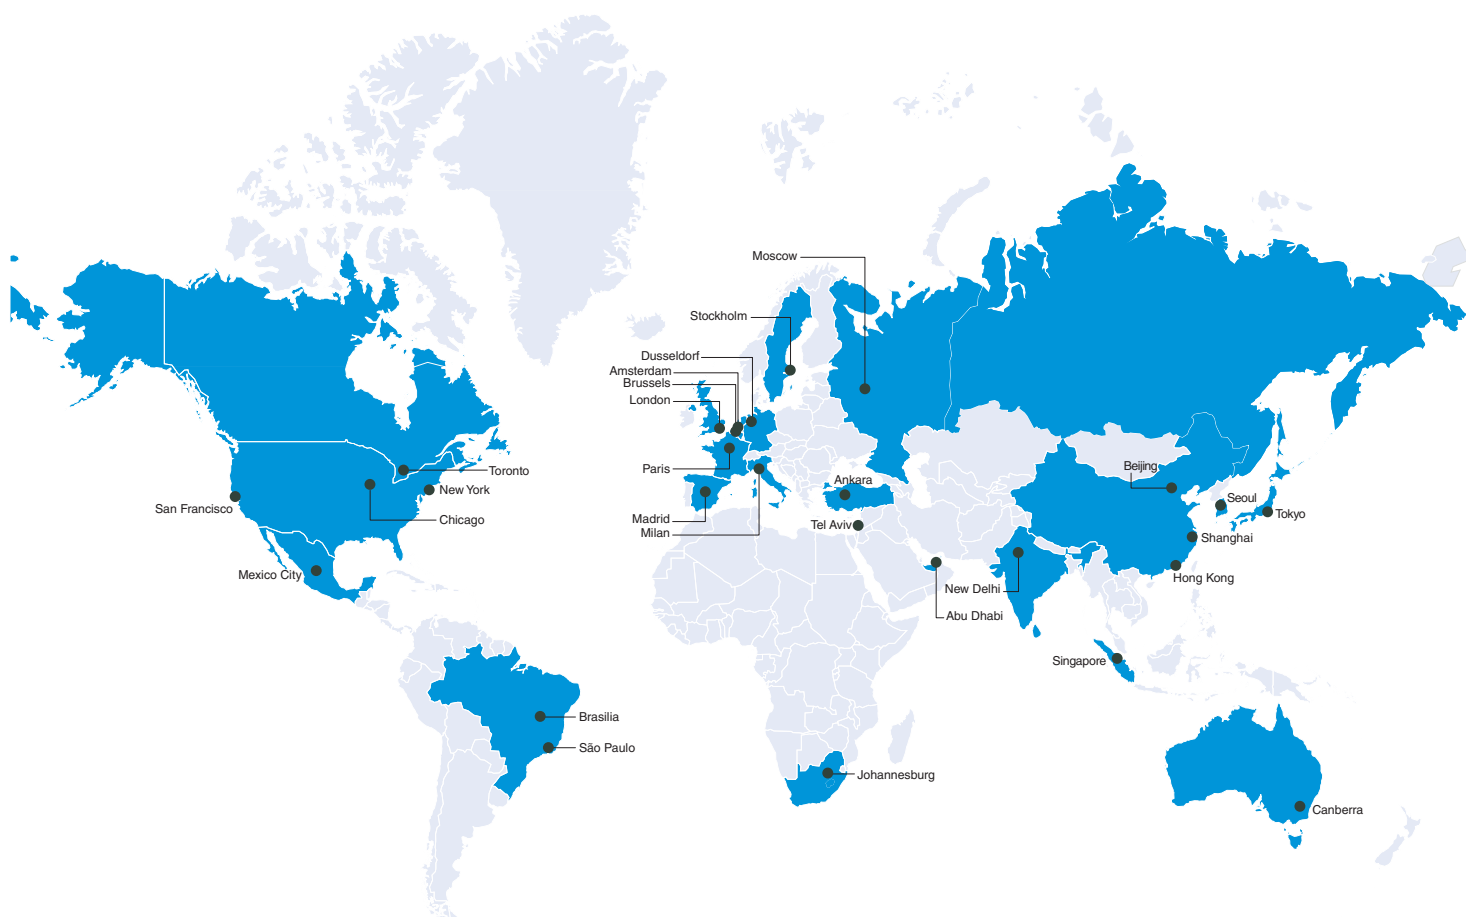 Moscow
Stockholm
Dusseldorf
Amsterdam
Brussels
London
Paris
Madrid
Milan
Ankara
Tel Aviv
Toronto
New York
San Francisco
Chicago
Mexico City
Beijing
Seoul
Tokyo
Shanghai
Hong Kong
New Delhi
Abu Dhabi
Singapore
Brasilia
São Paulo
Johannesburg
Canberra